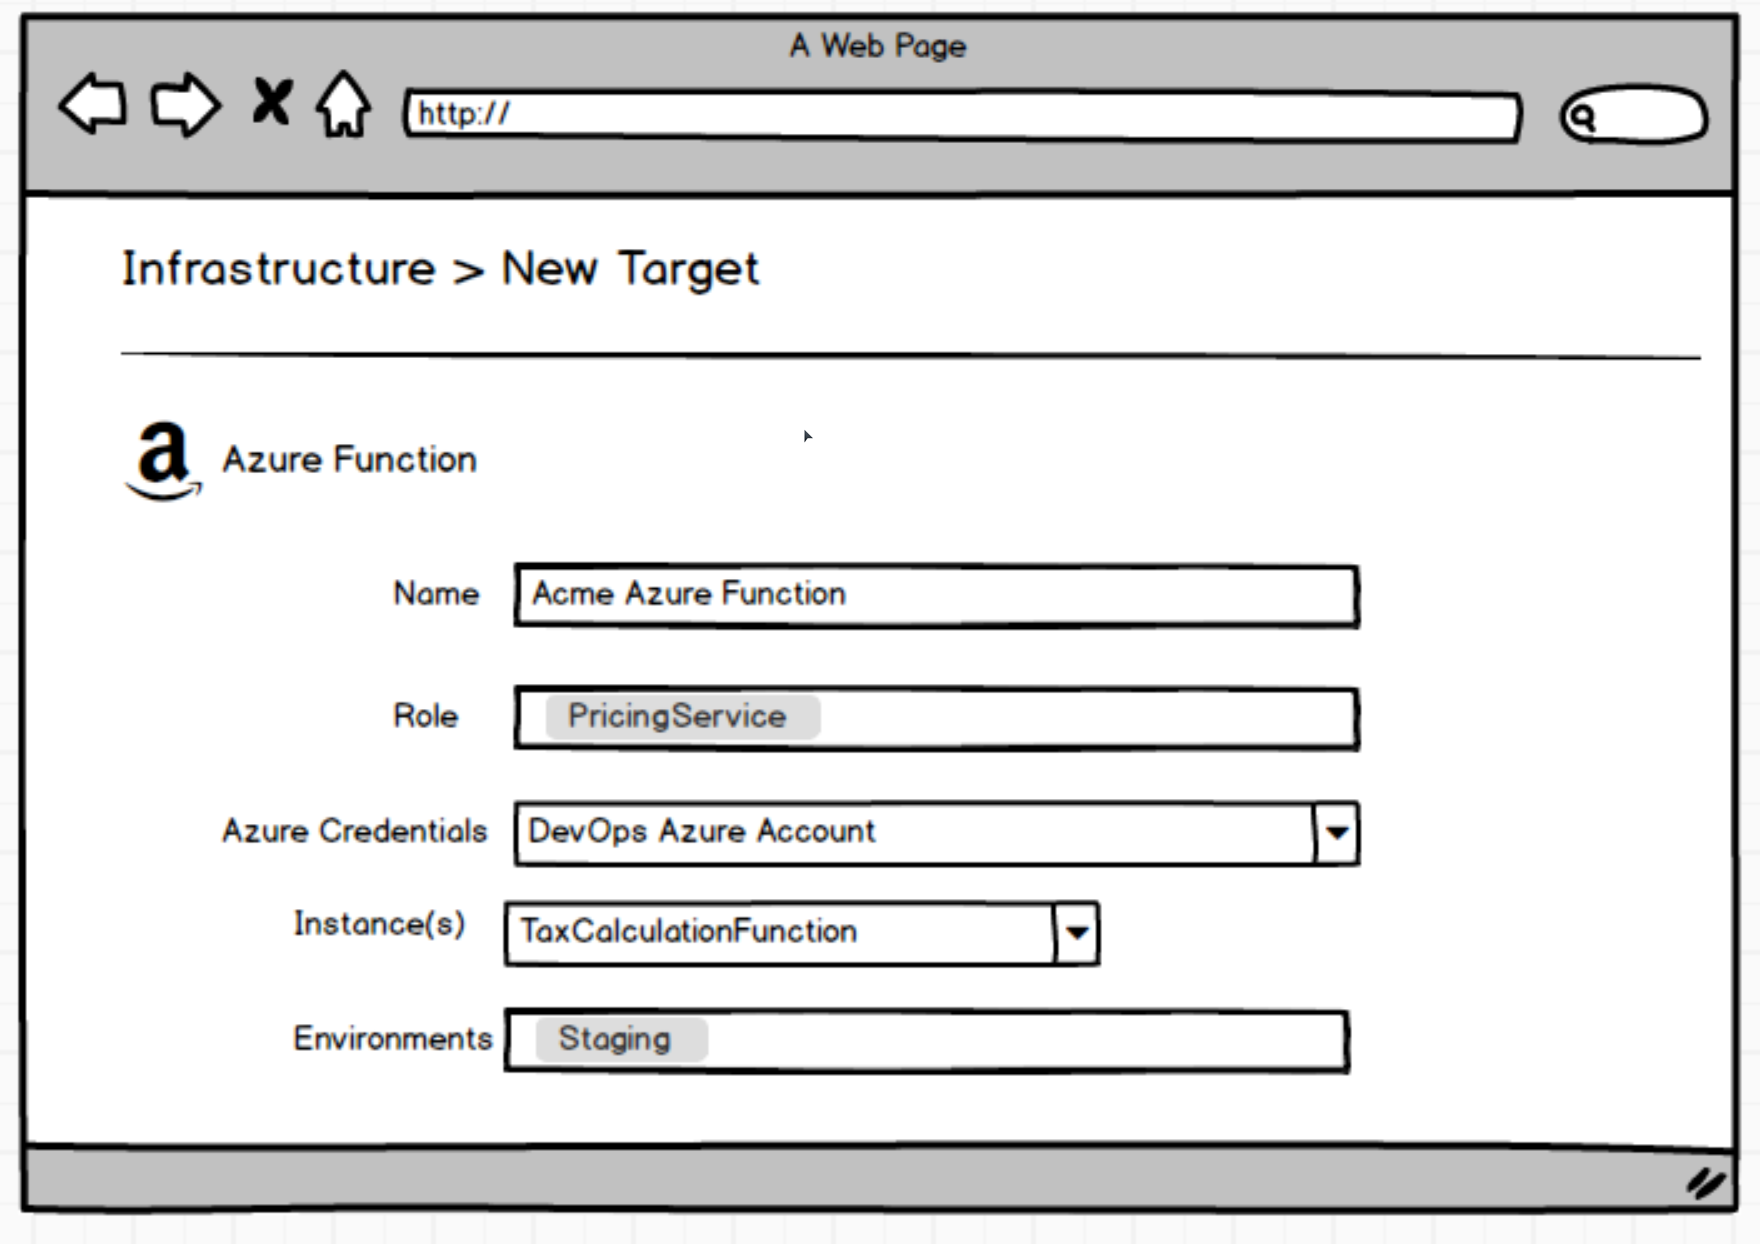 A Web Page
http://
Infrastructure > New Target
a Azure Function
Name Acme Azure Function
Role PricingService
Azure Credentials DevOps Azure Account
Instance(s) TaxCalculationFunction
Environments Staging